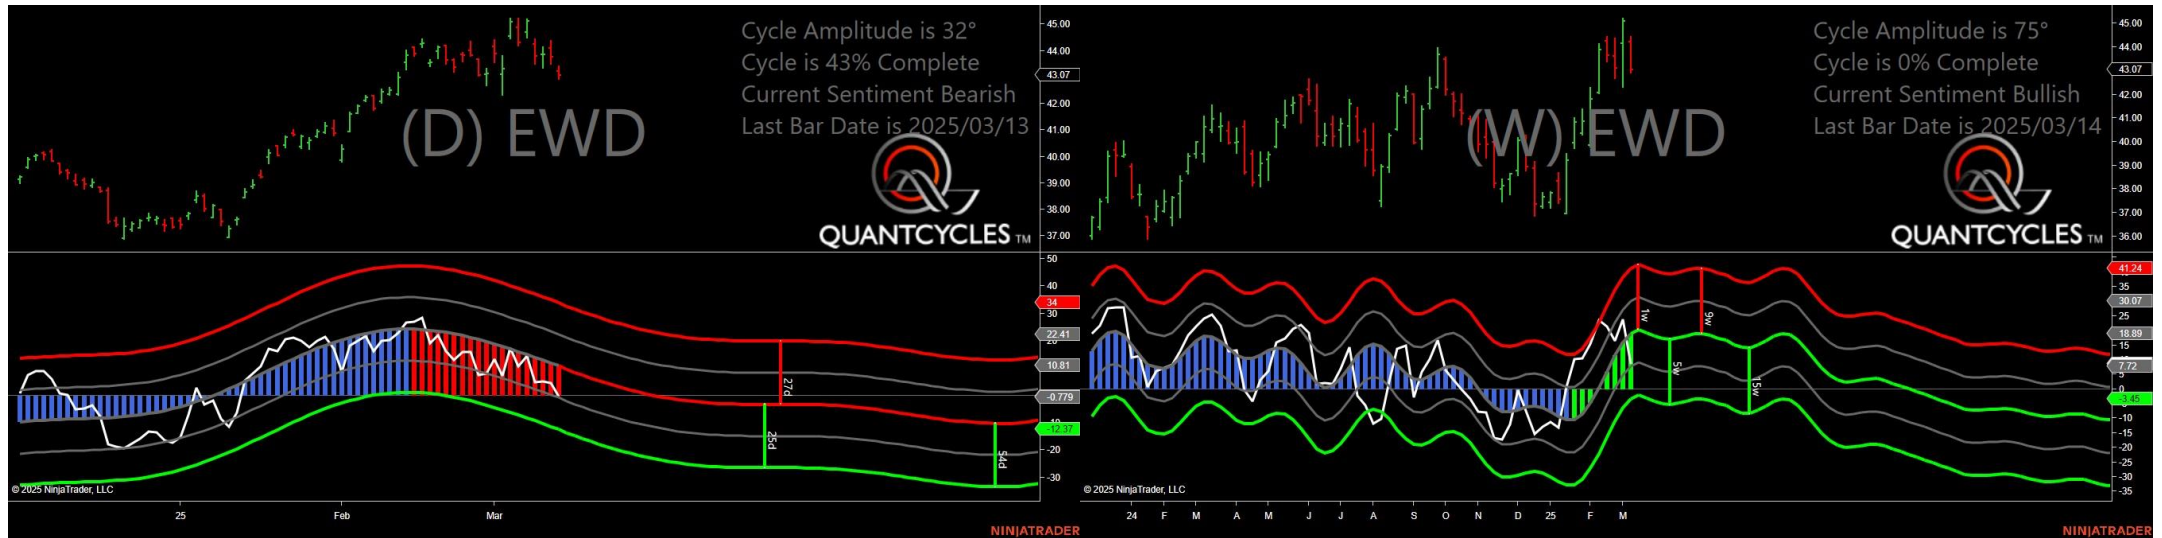 Cycle Amplitude is 32°
Cycle is 43% Complete
Current Sentiment Bearish
Last Bar Date is 2025/03/13
(D) EWD
QUANTCYCLES TM
45.00
44.00
43.07
42.00
41.00
40.00
39.00
38.00
37.00
50
40
34
30
22.41
10.81
-0.779
-12.37
-20
-30
27d
25d
54d
© 2025 NinjaTrader, LLC
25
Feb
Mar
NINJATRADER
Cycle Amplitude is 75°
Cycle is 0% Complete
Current Sentiment Bullish
Last Bar Date is 2025/03/14
(W) EWD
QUANTCYCLES TM
45.00
44.00
43.07
42.00
41.00
40.00
39.00
38.00
37.00
36.00
41.24
35
30.07
25
18.89
15
7.72
0
-3.45
-10
-15
-20
-25
-30
-35
1w
9w
5w
15w
© 2025 NinjaTrader, LLC
24 F M A M J J A S O N D 25 F M
NINJATRADER